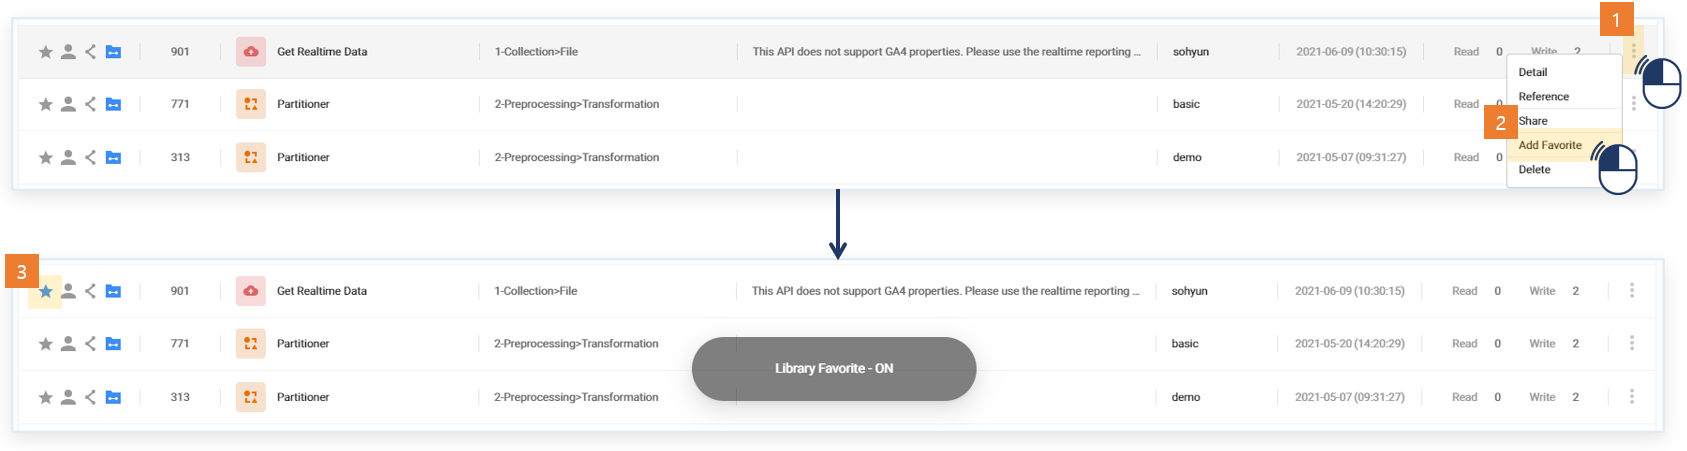 1
901 Get Realtime Data 1-Collection>File This API does not support GA4 properties. Please use the realtime reporting ... sohyun 2021-06-09 (10:30:15) Read 0 Write 2
Detail
771 Partitioner 2-Preprocessing>Transformation basic 2021-05-20 (14:20:29) Read 0
Reference
2 Share
Add Favorite
313 Partitioner 2-Preprocessing>Transformation demo 2021-05-07 (09:31:27) Read 0
Delete
3
901 Get Realtime Data 1-Collection>File This API does not support GA4 properties. Please use the realtime reporting ... sohyun 2021-06-09 (10:30:15) Read 0 Write 2
771 Partitioner 2-Preprocessing>Transformation basic 2021-05-20 (14:20:29) Read 0 Write 2
Library Favorite - ON
313 Partitioner 2-Preprocessing>Transformation demo 2021-05-07 (09:31:27) Read 0 Write 2